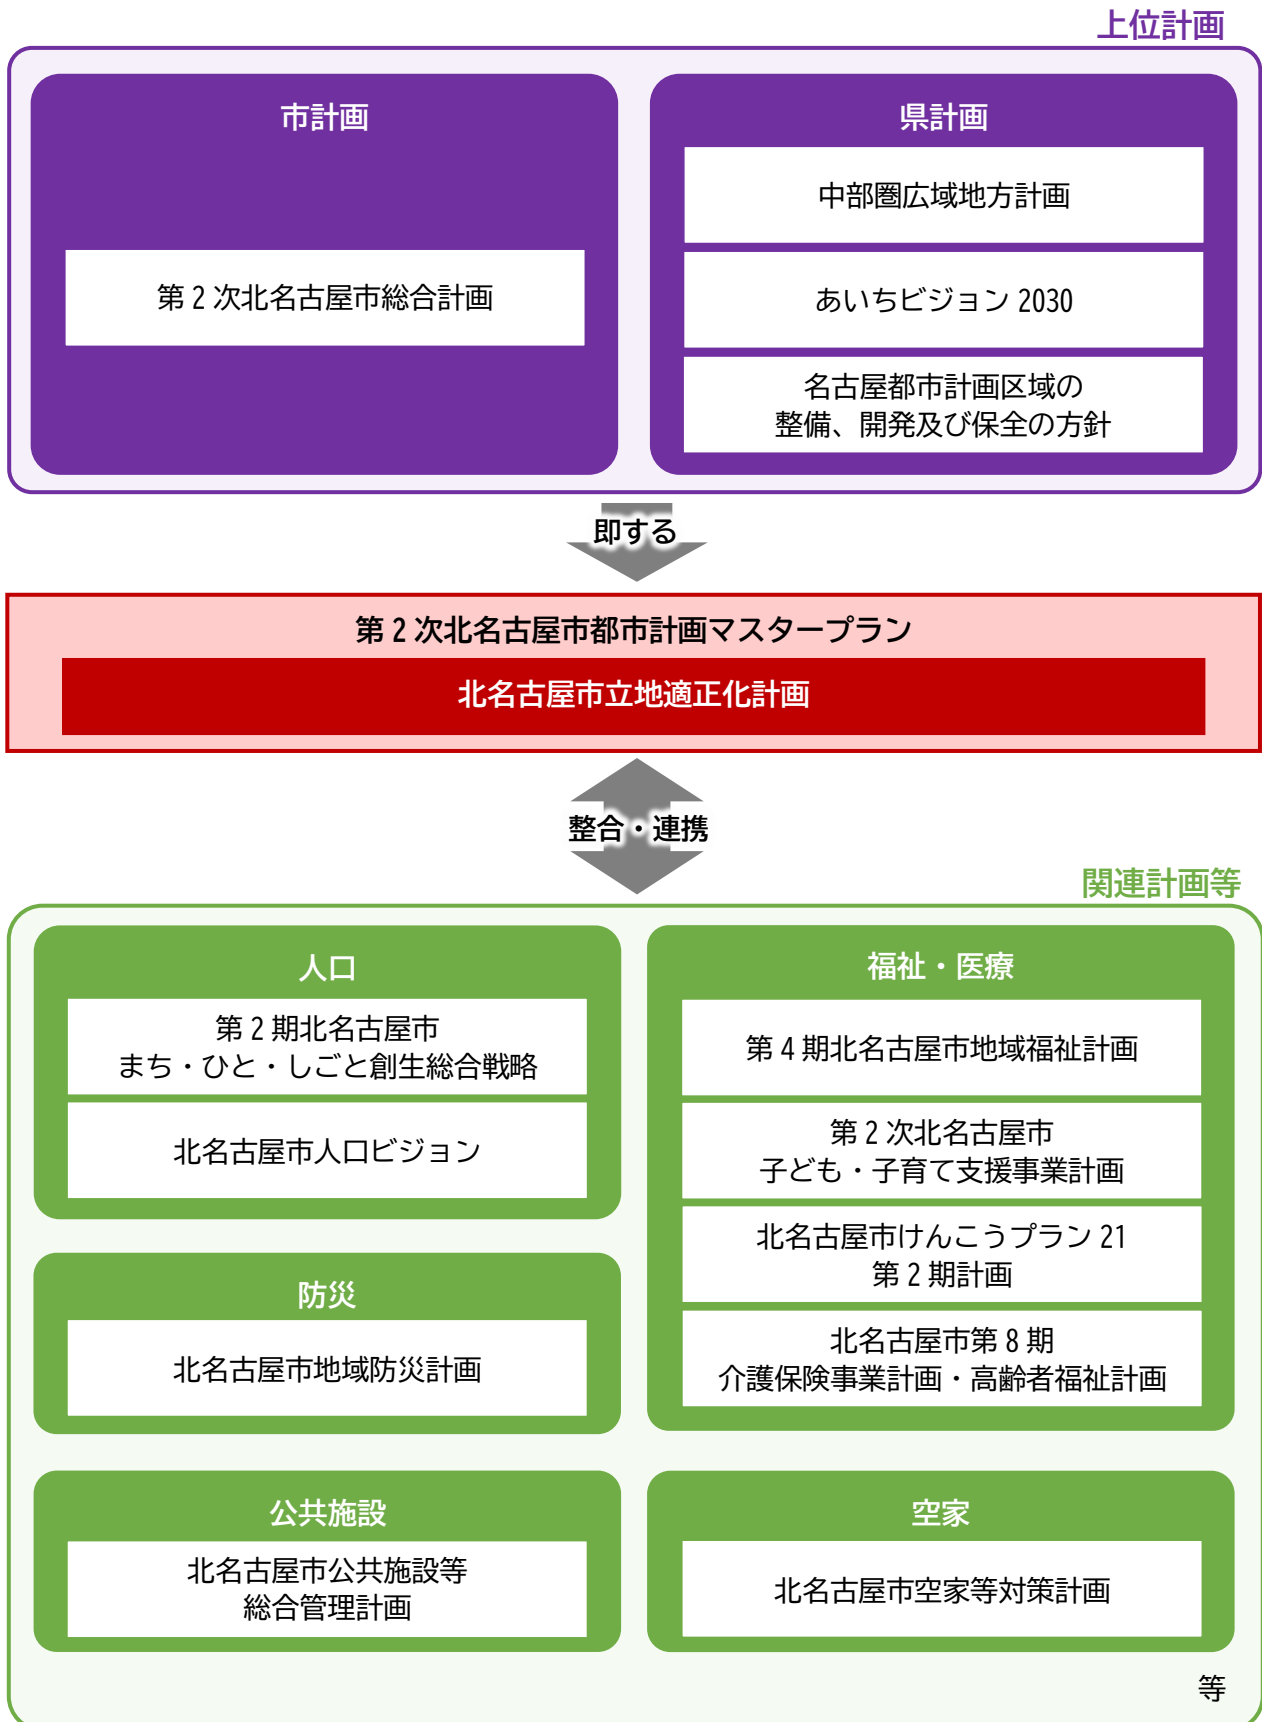 上位計画
市計画
第2次北名古屋市総合計画
県計画
中部圏広域地方計画
あいちビジョン 2030
名古屋都市計画区域の
整備、開発及び保全の方針
即する
第2次北名古屋市都市計画マスタープラン
北名古屋市立地適正化計画
整合・連携
関連計画等
人口
第2期北名古屋市
まち・ひと・しごと創生総合戦略
北名古屋市人口ビジョン
福祉・医療
第4期北名古屋市地域福祉計画
第2次北名古屋市
子ども・子育て支援事業計画
北名古屋市けんこうプラン 21
第2期計画
北名古屋市第8期
介護保険事業計画・高齢者福祉計画
防災
北名古屋市地域防災計画
公共施設
北名古屋市公共施設等
総合管理計画
空家
北名古屋市空家等対策計画
等